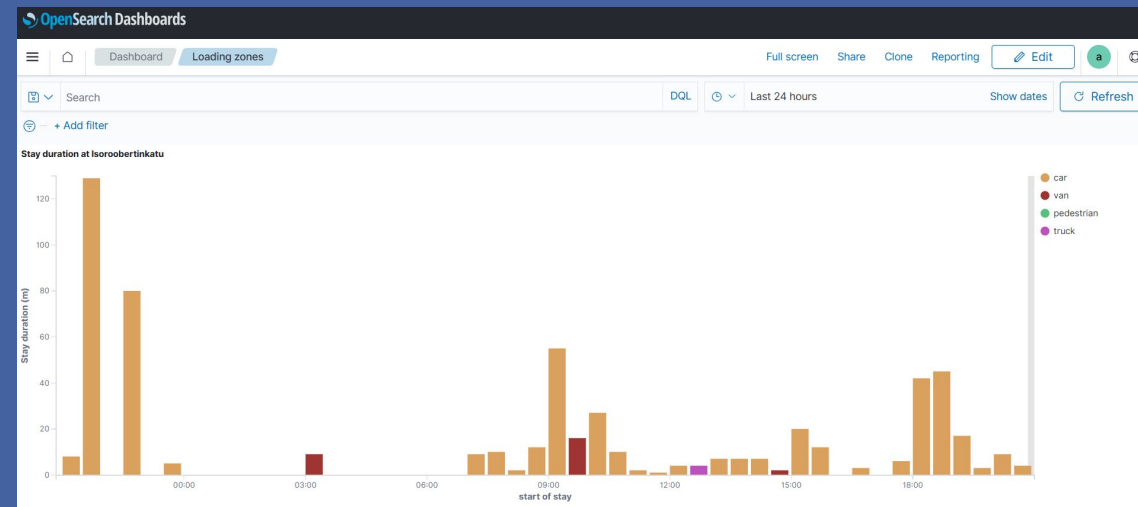 OpenSearch Dashboards
Dashboard Loading zones Full screen Share Clone Reporting Edit a
Search DQL Last 24 hours Show dates Refresh
+ Add filter
Stay duration at Isoroobertinkatu
car
van
pedestrian
truck
Stay duration (m)
120
100
80
60
40
20
0
00:00 03:00 06:00 09:00 12:00 15:00 18:00
start of stay